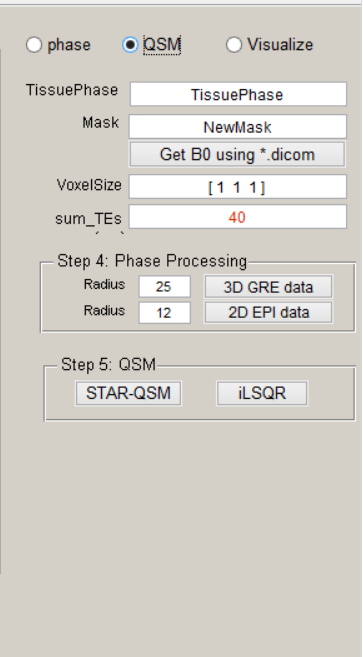 phase QSM Visualize
TissuePhase TissuePhase
Mask NewMask
Get B0 using *.dicom
VoxelSize [1 1 1]
sum_TEs 40
Step 4: Phase Processing
Radius 25 3D GRE data
Radius 12 2D EPI data
Step 5: QSM
STAR-QSM iLSQR